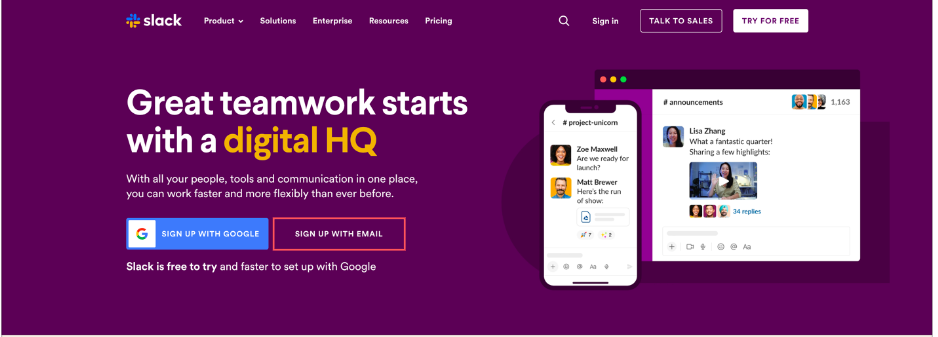 slack
Product
Solutions
Enterprise
Resources
Pricing
Sign in
TALK TO SALES
TRY FOR FREE
Great teamwork starts
with a digital HQ
With all your people, tools and communication in one place,
you can work faster and more flexibly than ever before.
G SIGN UP WITH GOOGLE
SIGN UP WITH EMAIL
Slack is free to try and faster to set up with Google
# project-unicorn
Zoe Maxwell
Are we ready for
launch?
Matt Brewer
Here's the run
of show:
7
2
Aa
# announcements
1,163
Lisa Zhang
What a fantastic quarter!
Sharing a few highlights:
34 replies
Aa